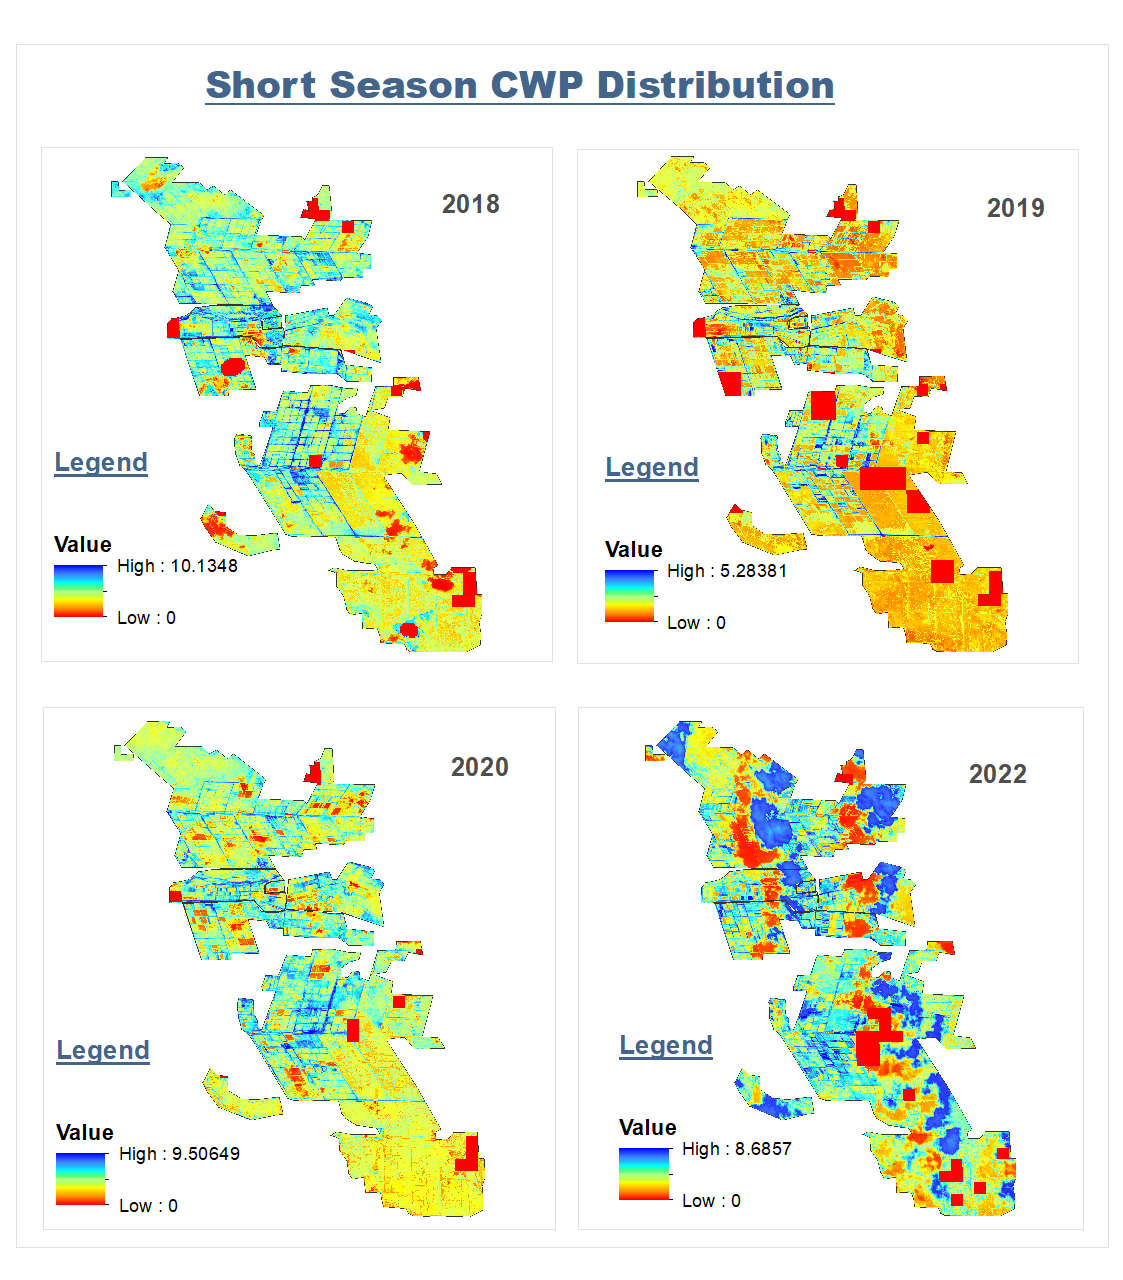 Short Season CWP Distribution
2018
Legend
Value
High : 10.1348
Low : 0
2019
Legend
Value
High : 5.28381
Low : 0
2020
Legend
Value
High : 9.50649
Low : 0
2022
Legend
Value
High : 8.6857
Low : 0